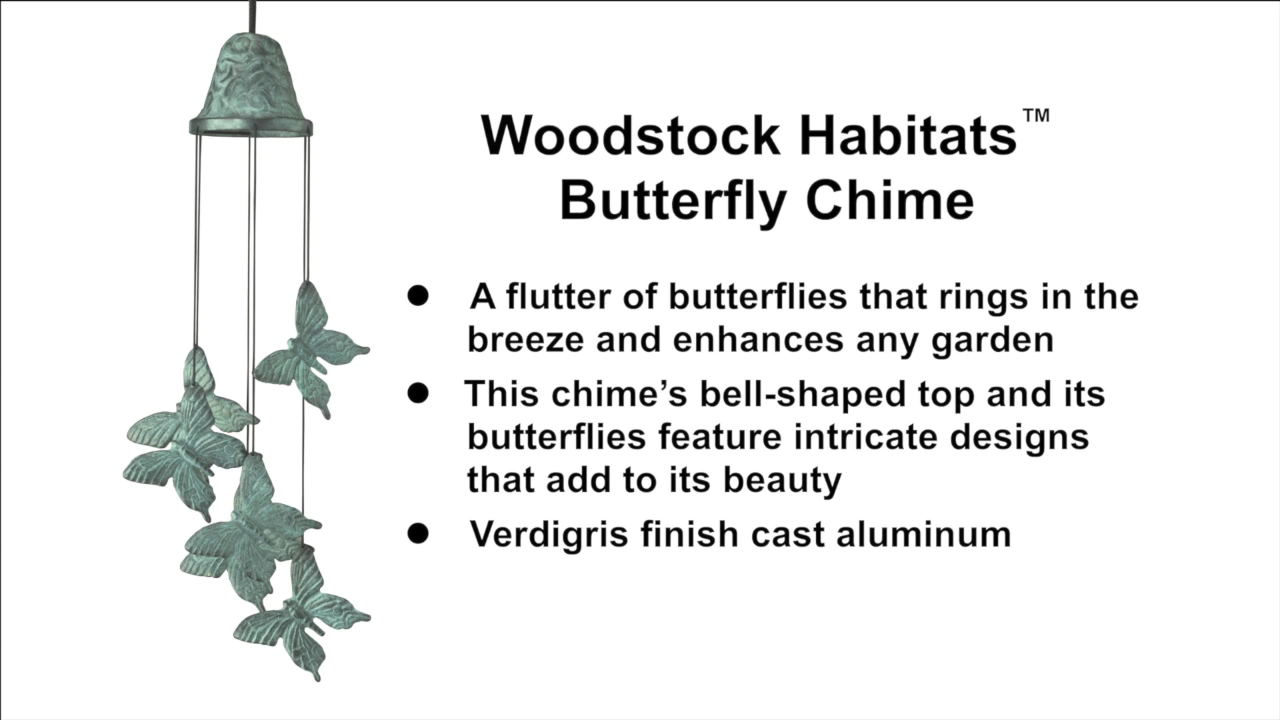 Woodstock Habitats™
Butterfly Chime
● A flutter of butterflies that rings in the
breeze and enhances any garden
● This chime’s bell-shaped top and its
butterflies feature intricate designs
that add to its beauty
● Verdigris finish cast aluminum